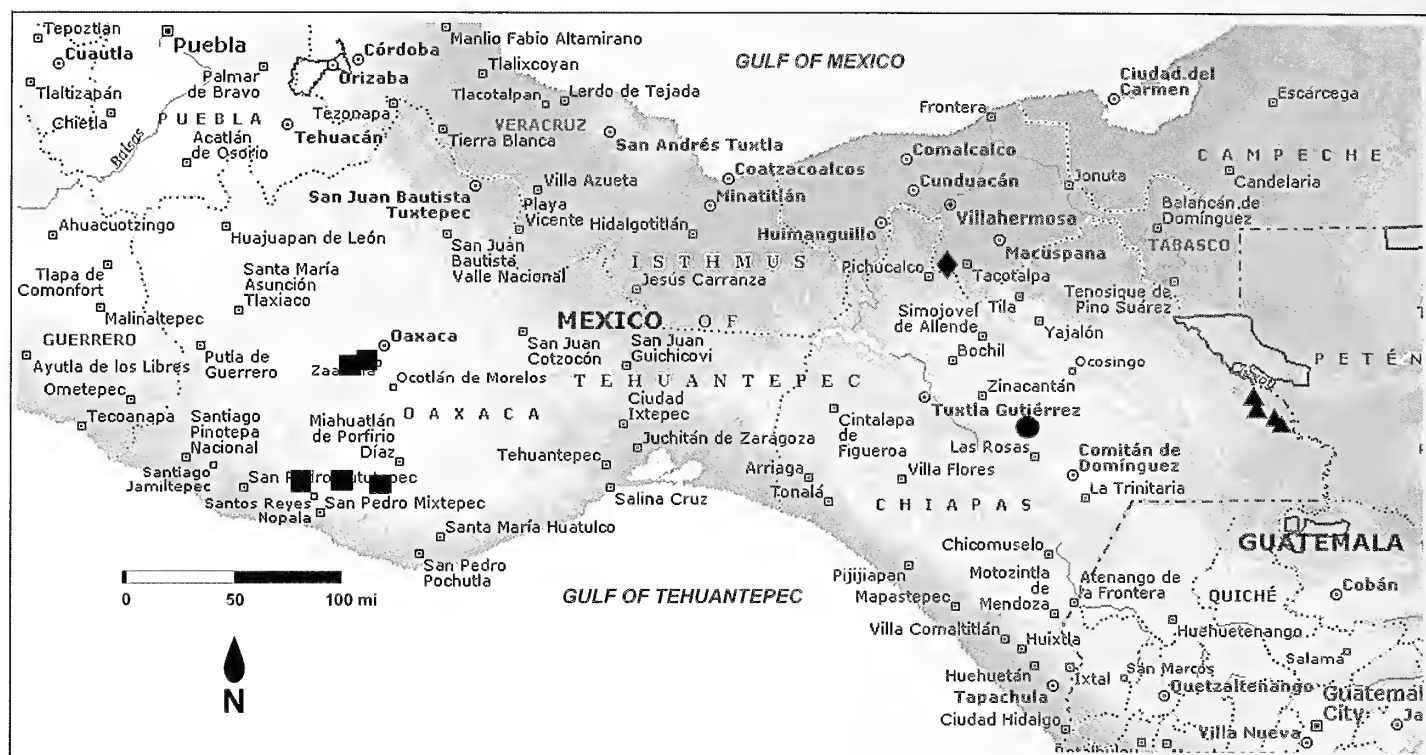 Tepoztlán
Cuautla
Puebla
Córdoba
Orizaba
Manlio Fabio Altamirano
Tlalixcoyan
GULF OF MEXICO
Ciudad del
Carmen
Escárcega
Tlaltizapán
Palmar
de Bravo
Tlacotalpan
Lerdo de Tejada
Frontera
Chietla
PUEBLA
Tezonapa
VERACRUZ
Balsas
Acatlán
de Osorio
Tehuacán
Tierra Blanca
San Andrés Tuxtla
Comalcalco
CAMPECHE
Coatzacoalcos
Candelaria
San Juan Bautista
Tuxtepec
Villa Azueta
Minatitlán
Cunduacán
Jonuta
Playa
Vicente
Hidalgotitlán
Huimanguillo
Villahermosa
Balancán de
Domínguez
Ahuacuotzingo
Huajuapan de León
San Juan
Bautista
Valle Nacional
Macuspana
TABASCO
Tlapa de
Comonfort
Santa María
Asunción
Tlaxiaco
ISTHMUS
Jesús Carranza
Pichucalco
Tacotalpa
Tenosique de
Pino Suárez
Malinaltepec
MEXICO
OF
Simojovel
de Allende
Tila
Yajalón
GUERRERO
Putla de
Guerrero
Oaxaca
San Juan
Cotzocón
San Juan
Guichicovi
Bochil
Ocosingo
PETÉN
Ayutla de los Libres
Ocotlán de Morelos
TEHUANTEPEC
Zinacantán
Ometepec
Tecoanapa
Santiago
Pinotepa
Nacional
Miahuatlán
de Porfirio
Díaz
OAXACA
Ciudad
Ixtepec
Cintalapa
de
Figueroa
Tuxtla Gutiérrez
Las Rosas
Juchitán de Zaragoza
Comitán de
Domínguez
Santiago
Jamiltepec
San Pedro
Tehuantepec
Arriaga
Villa Flores
La Trinitaria
Santos Reyes
Nopala
San Pedro Mixtepec
Salina Cruz
Tonalá
CHIAPAS
Santa María Huatulco
GUATEMALA
San Pedro
Pochutla
Chicomuselo
Pijijiapan
Motozintla
de
Mendoza
Atenango de
la Frontera
QUICHÉ
Cobán
0 50 100 mi
GULF OF TEHUANTEPEC
Mapastepec
Villa Comaltitlán
Huixtla
Huehuetenango
Salamá
Huehuetán
Ixtal
San Marcos
N
Tapachula
Quetzaltenango
Guatemal
City
Ciudad Hidalgo
Villa Nueva
Ja